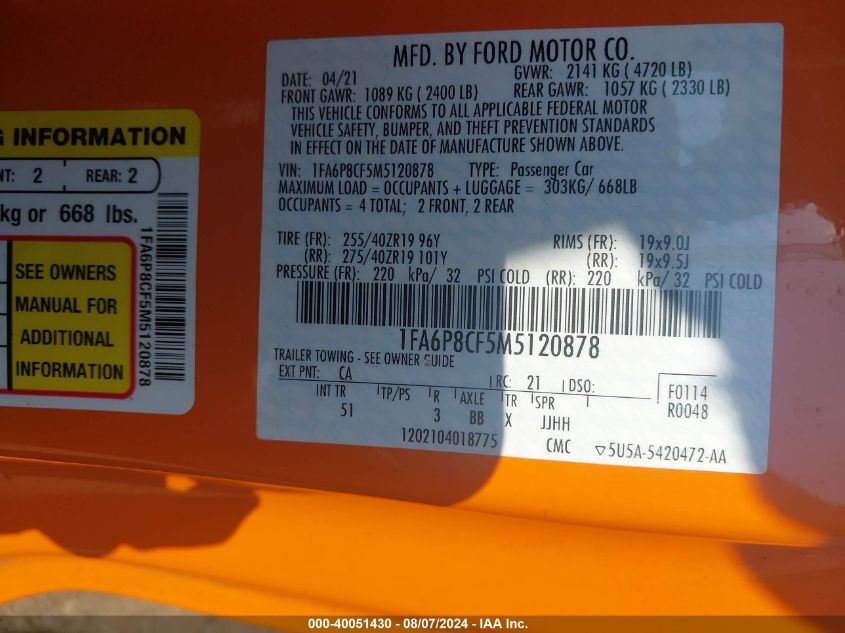 MFD. BY FORD MOTOR CO.
DATE: 04/21 GVWR: 2141 KG ( 4720 LB)
FRONT GAWR: 1089 KG ( 2400 LB) REAR GAWR: 1057 KG ( 2330 LB)
THIS VEHICLE CONFORMS TO ALL APPLICABLE FEDERAL MOTOR
VEHICLE SAFETY, BUMPER, AND THEFT PREVENTION STANDARDS
IN EFFECT ON THE DATE OF MANUFACTURE SHOWN ABOVE.
VIN: 1FA6P8CF5M5120878 TYPE: Passenger Car
MAXIMUM LOAD = OCCUPANTS + LUGGAGE = 303KG/ 668LB
OCCUPANTS = 4 TOTAL; 2 FRONT, 2 REAR
TIRE (FR): 255/40ZR19 96Y RIMS (FR): 19x9.0J
(RR): 275/40ZR19 101Y (RR): 19x9.5J
PRESSURE (FR): 220 kPa/ 32 PSI COLD (RR): 220 kPa/ 32 PSI COLD
1FA6P8CF5M5120878
TRAILER TOWING - SEE OWNER GUIDE
EXT PNT: CA RC: 21 DSO:
INT TR TP/PS R AXLE TR SPR
51 3 BB X JJHH
F0114
R0048
1202104018775 CMC ▽5U5A-5420472-AA
G INFORMATION
NT: 2 REAR: 2
kg or 668 lbs.
SEE OWNERS
MANUAL FOR
ADDITIONAL
INFORMATION
1FA6P8CF5M5120878
000-40051430 - 08/07/2024 - IAA Inc.